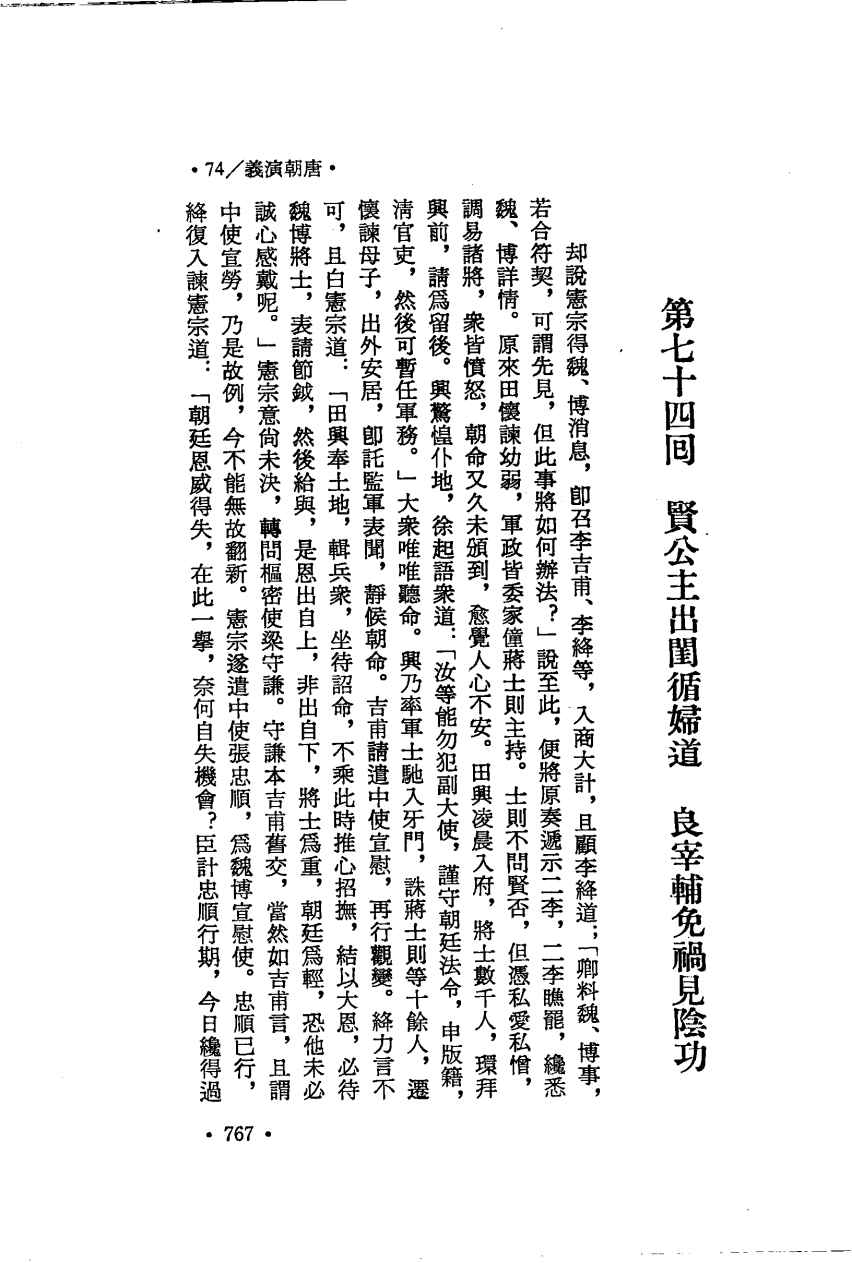 •74/義演朝唐•
第七十四回　賢公主出閨循婦道　良宰輔免禍見陰功
却說憲宗得魏、博消息，卽召李吉甫、李絳等，入商大計，且顧李絳道：「卿料魏、博事，
若合符契，可謂先見，但此事將如何辦法？」說至此，便將原奏遞示二李，二李瞧罷，纔悉
魏、博詳情。原來田懷諫幼弱，軍政皆委家僮蔣士則主持。士則不問賢否，但憑私愛私憎，
調易諸將，衆皆憤怒，朝命又久未頒到，愈覺人心不安。田興凌晨入府，將士數千人，環拜
興前，請爲留後。興驚惶仆地，徐起語衆道：「汝等能勿犯副大使，謹守朝廷法令，申版籍，
淸官吏，然後可暫任軍務。」大衆唯唯聽命。興乃率軍士馳入牙門，誅蔣士則等十餘人，遷
懷諫母子，出外安居，卽託監軍表聞，靜候朝命。吉甫請遣中使宣慰，再行觀變。絳力言不
可，且白憲宗道：「田興奉土地，輯兵衆，坐待詔命，不乘此時推心招撫，結以大恩，必待
魏博將士，表請節鉞，然後給與，是恩出自上，非出自下，將士爲重，朝廷爲輕，恐他未必
誠心感戴呢。」憲宗意尙未決，轉問樞密使梁守謙。守謙本吉甫舊交，當然如吉甫言，且謂
中使宣勞，乃是故例，今不能無故翻新。憲宗遂遣中使張忠順，爲魏博宣慰使。忠順已行，
絳復入諫憲宗道：「朝廷恩威得失，在此一擧，奈何自失機會？臣計忠順行期，今日纔得過
•767•